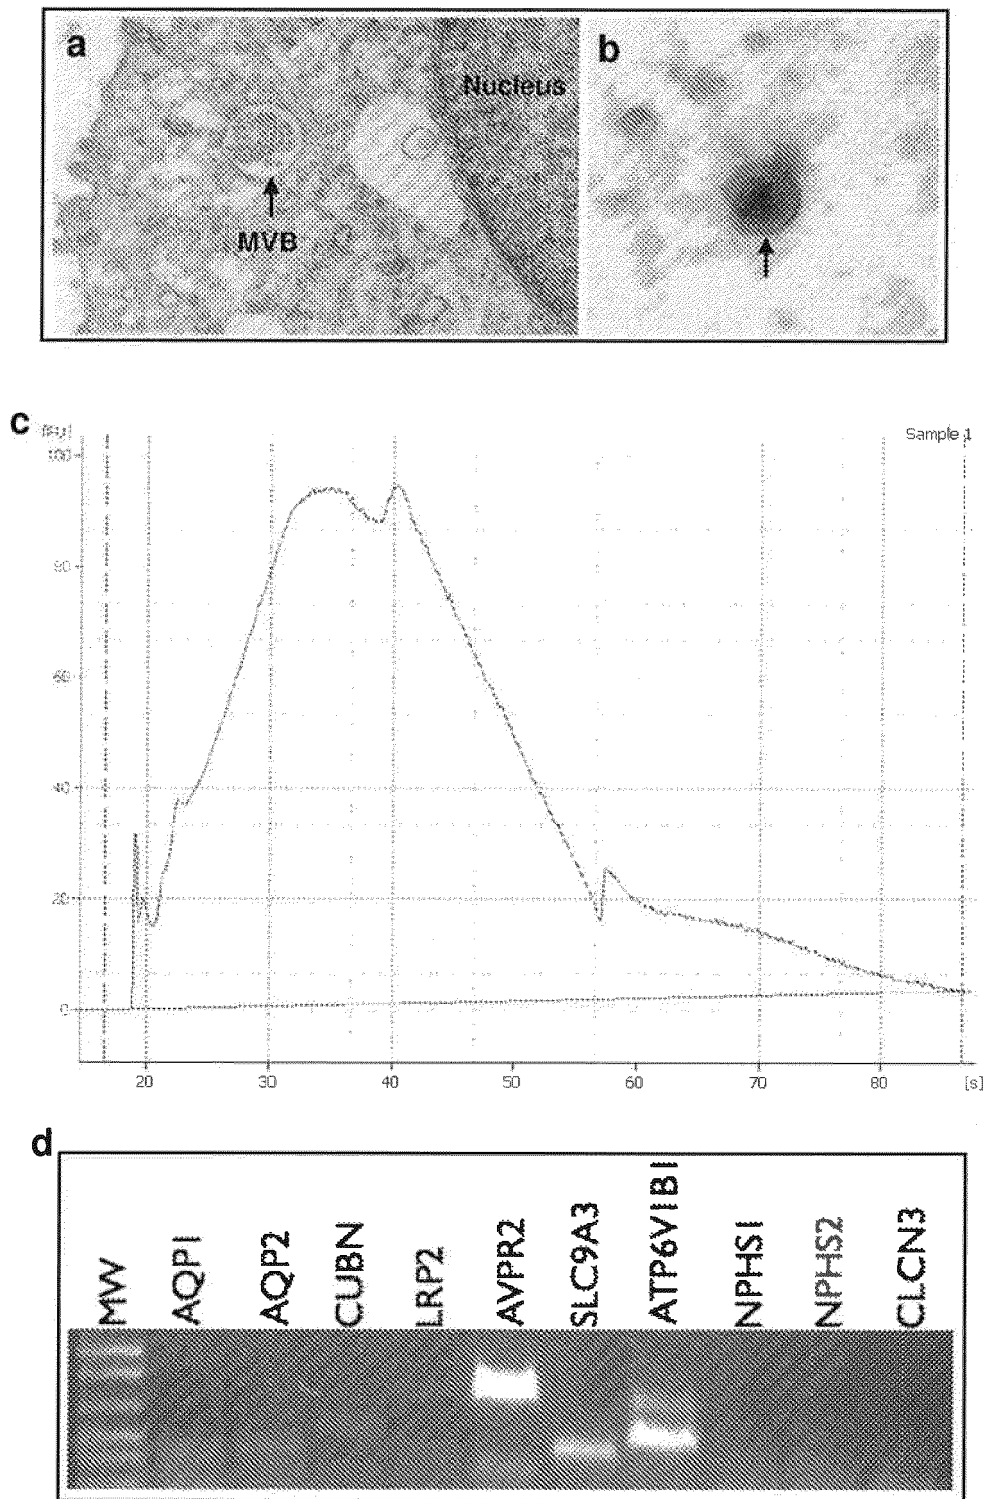 a
Nucleus
MVB
b
c
Sample 1
100
80
60
40
20
0
20 30 40 50 60 70 80 [s]
d
MW AQP1 AQP2 CUBN LRP2 AVPR2 SLC9A3 ATP6V1B1 NPHS1 NPHS2 CLCN3